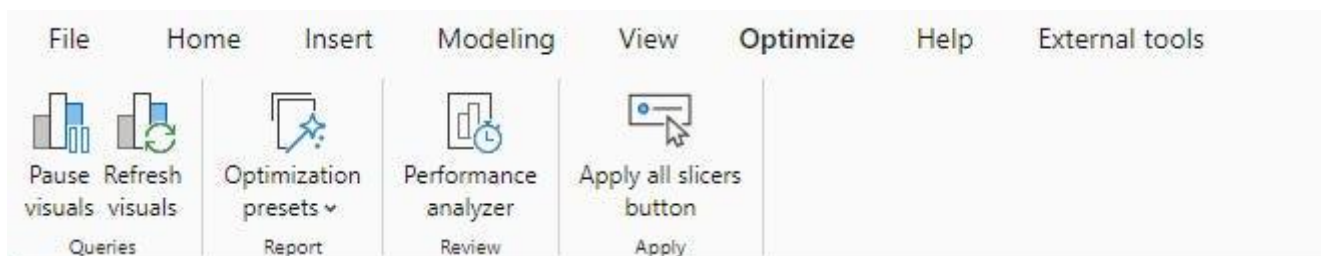 File Home Insert Modeling View Optimize Help External tools
Pause Refresh Optimization Performance Apply all slicers
visuals visuals presets analyzer button
Queries Report Review Apply